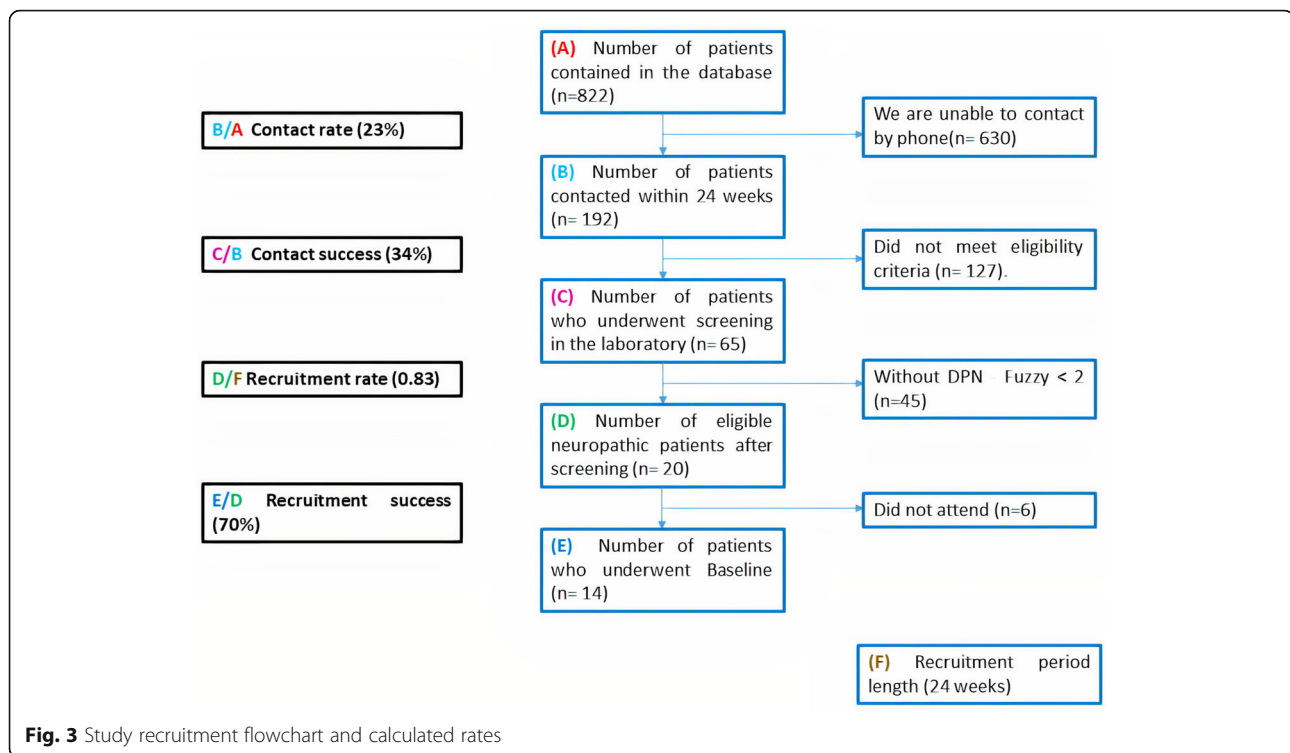 (A) Number of patients
contained in the database
(n=822)
B/A Contact rate (23%)
We are unable to contact
by phone(n= 630)
(B) Number of patients
contacted within 24 weeks
(n= 192)
C/B Contact success (34%)
Did not meet eligibility
criteria (n= 127).
(C) Number of patients
who underwent screening
in the laboratory (n= 65)
D/F Recruitment rate (0.83)
Without DPN – Fuzzy < 2
(n=45)
(D) Number of eligible
neuropathic patients after
screening (n= 20)
E/D Recruitment success
(70%)
Did not attend (n=6)
(E) Number of patients
who underwent Baseline
(n= 14)
(F) Recruitment period
length (24 weeks)
Fig. 3 Study recruitment flowchart and calculated rates